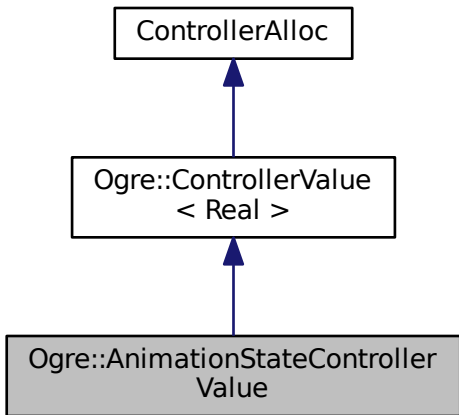 ControllerAlloc
Ogre::ControllerValue
< Real >
Ogre::AnimationStateController
Value